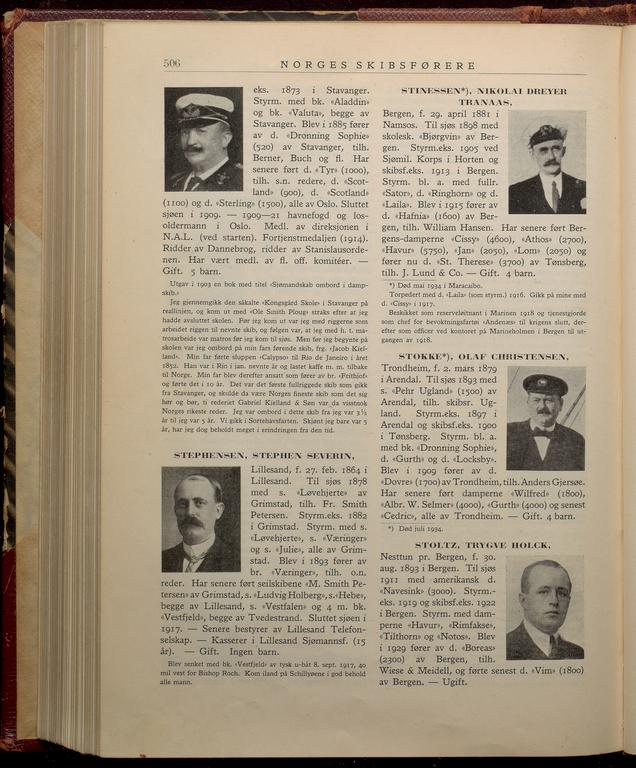 506
NORGES SKIBSFØRERE
eks. 1873 i Stavanger.
Styrm. med bk. «Aladdin»
og bk. «Valuta», begge av
Stavanger. Blev i 1885 fører
av d. «Dronning Sophie»
(520) av Stavanger, tilh.
Berner, Buch og fl. Har
senere ført d. «Tyr» (1000),
tilh. s.n. redere, d. «Scot-
land» (900), d. «Scotland»
(1100) og d. «Sterling» (1500), alle av Oslo. Sluttet
sjøen i 1909. — 1909—21 havnefogd og los-
oldermann i Oslo. Medl. av direksjonen i
N.A.L. (ved starten). Fortjenstmedaljen (1914).
Ridder av Dannebrog, ridder av Stanislausorde-
nen. Har vært medl. av fl. off. komitéer. —
Gift. 5 barn.
Utgav i 1903 en bok med titel «Sjømandskab ombord i damp-
skib.»
Jeg gjennemgikk den såkalte «Kongsgård Skole» i Stavanger på
reallinjen, og kom ut med «Ole Smith Ploug» straks efter at jeg
hadde avsluttet skolen. Før jeg kom ut var jeg med riggerne som
arbeidet riggen til nevnte skib, og følgen var, at jeg med h. t. ma-
trosarbeide var matros før jeg kom til sjøs. Men før jeg begynte på
skolen var jeg ombord på min fars førende skib, frg. «Jacob Kiel-
land». Min far førte sluppen «Calypso» til Rio de Janeiro i året
1852. Han var i Rio i jan. nevnte år og lastet kaffe m. m. tilbake
til Norge. Min far blev derefter ansatt som fører av br. «Frithiof»
og førte det i 10 år. Det var det første fullriggede skib som gikk
fra Stavanger, og skulde da være Norges fineste skib som det sig
hør og bør, ti rederiet Gabriel Kielland & Søn var da visstnok
Norges rikeste reder. Jeg var ombord i dette skib fra jeg var 3½
år til jeg var 5 år. Vi gikk i Sortehavsfarten. Skjønt jeg bare var 5
år, har jeg dog beholdt meget i erindringen fra den tid.
STEPHENSEN, STEPHEN SEVERIN,
Lillesand, f. 27. feb. 1864 i
Lillesand. Til sjøs 1878
med s. «Løvehjerte» av
Grimstad, tilh. Fr. Smith
Petersen. Styrm.eks. 1882
i Grimstad. Styrm. med s.
«Løvehjerte», s. «Væringer»
og s. «Julie», alle av Grim-
stad. Blev i 1893 fører av
br. «Væringer», tilh. o.n.
reder. Har senere ført seilskibene «M. Smith Pe-
tersen» av Grimstad, s. «Ludvig Holberg», s. «Hebe»,
begge av Lillesand, s. «Vestfalen» og 4 m. bk.
«Vestfjeld», begge av Tvedestrand. Sluttet sjøen i
1917. — Senere bestyrer av Lillesand Telefon-
selskap. — Kasserer i Lillesand Sjømannsf. (15
år). — Gift. Ingen barn.
Blev senket med bk. «Vestfjeld» av tysk u-båt 8. sept. 1917, 40
mil vest for Bishop Roch. Kom iland på Schillyøene i god behold
alle mann.
STINESSEN*), NIKOLAI DREYER
TRANAAS,
Bergen, f. 29. april 1881 i
Namsos. Til sjøs 1898 med
skolesk. «Bjørgvin» av Ber-
gen. Styrm.eks. 1905 ved
Sjømil. Korps i Horten og
skibsf.eks. 1913 i Bergen.
Styrm. bl. a. med fullr.
«Sator», d. «Ringhorn» og d.
«Laila». Blev i 1915 fører av
d. «Hafnia» (1600) av Ber-
gen, tilh. William Hansen. Har senere ført Ber-
gens-damperne «Cissy» (4600), «Athos» (2700),
«Havur» (5750), «Jan» (2050), «Lom» (2050) og
fører nu d. «St. Therese» (3700) av Tønsberg,
tilh. J. Lund & Co. — Gift. 4 barn.
*) Død mai 1934 i Maracaibo.
Torpedert med d. «Laila» (som styrm.) 1916. Gikk på mine med
d. «Cissy» i 1917.
Beskikket som reserveløitnant i Marinen 1918 og tjenestgjorde
som chef for bevoktningsfartøi «Andenæs» til krigens slutt, der-
efter som officer ved kontoret på Marineholmen i Bergen til ut-
gangen av 1918.
STOKKE*), OLAF CHRISTENSEN,
Trondheim, f. 2. mars 1879
i Arendal. Til sjøs 1893 med
s. «Pehr Ugland» (1500) av
Arendal, tilh. skibsr. Ug-
land. Styrm.eks. 1897 i
Arendal og skibsf.eks. 1900
i Tønsberg. Styrm. bl. a.
med bk. «Dronning Sophie»,
d. «Gurth» og d. «Locksby».
Blev i 1909 fører av d.
«Dovre» (1700) av Trondheim, tilh. Anders Gjersøe.
Har senere ført damperne «Wilfred» (1800),
«Albr. W. Selmer» (4000), «Gurth» (4000) og senest
«Cedric», alle av Trondheim. — Gift. 4 barn.
*) Død juli 1934.
STOLTZ, TRYGVE HOLCK,
Nesttun pr. Bergen, f. 30.
aug. 1893 i Bergen. Til sjøs
1911 med amerikansk d.
«Navesink» (3000). Styrm.-
eks. 1919 og skibsf.eks. 1922
i Bergen. Styrm. med dam-
perne «Havur», «Rimfakse»,
«Tilthorn» og «Notos». Blev
i 1929 fører av d. «Boreas»
(2300) av Bergen, tilh.
Wiese & Meidell, og førte senest d. «Vim» (1800)
av Bergen. — Ugift.